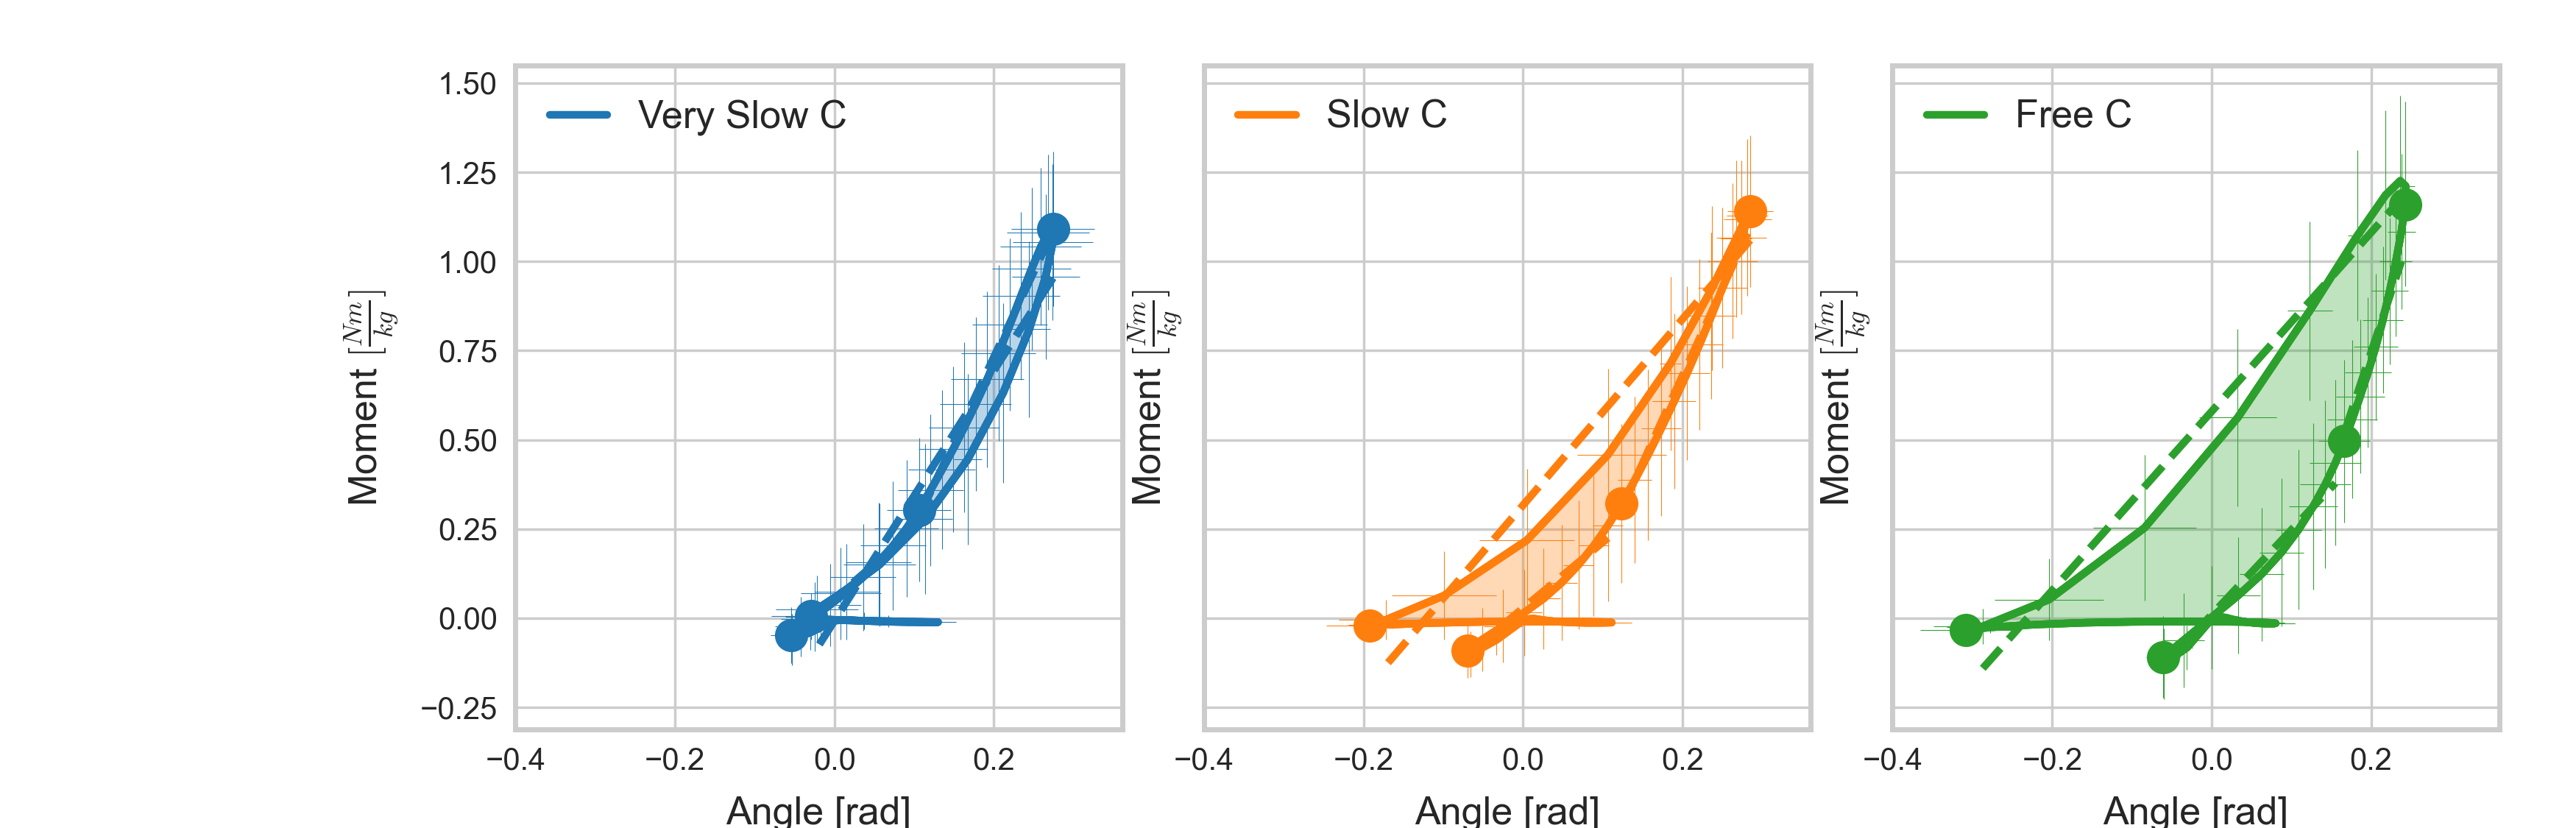 Very Slow C
Slow C
Free C
1.50
1.25
1.00
0.75
0.50
0.25
0.00
−0.25
Moment [Nm/kg]
Moment [Nm/kg]
Moment [Nm/kg]
−0.4 −0.2 0.0 0.2
−0.4 −0.2 0.0 0.2
−0.4 −0.2 0.0 0.2
Angle [rad]
Angle [rad]
Angle [rad]